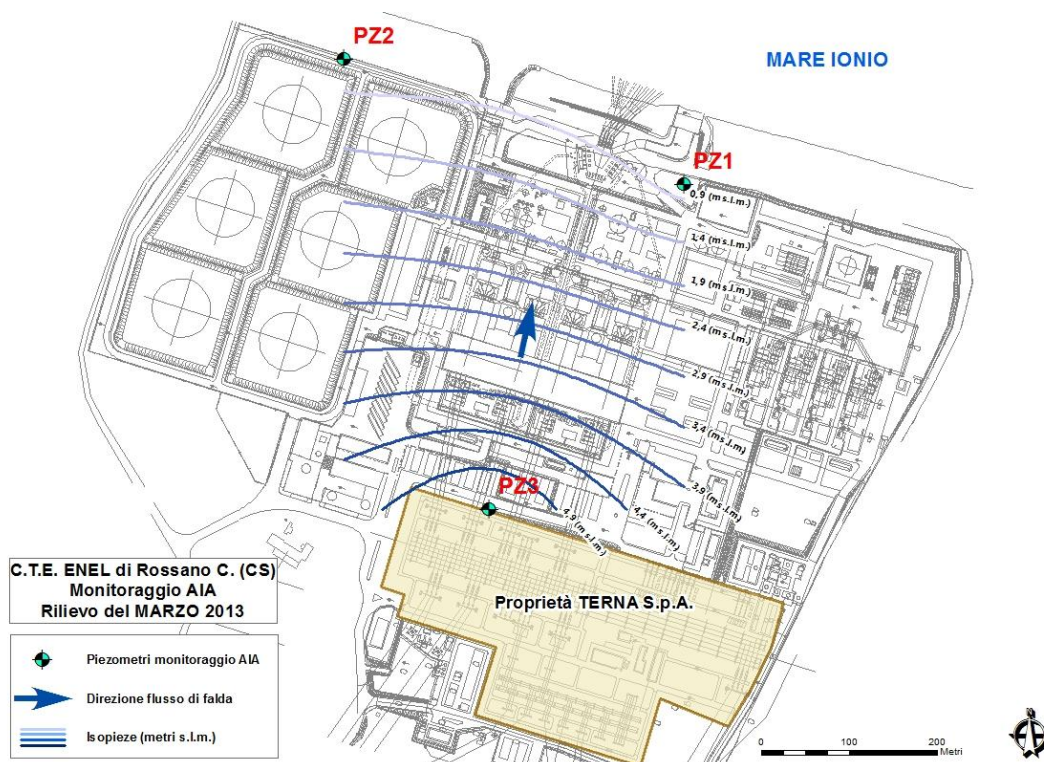 PZ2
MARE IONIO
PZ1
0,9 (m s.l.m.)
1,4 (m s.l.m.)
1,9 (m s.l.m.)
2,4 (m s.l.m.)
2,9 (m s.l.m.)
3,4 (m s.l.m.)
3,9 (m s.l.m.)
PZ3
4,9 (m s.l.m.)
4,4 (m s.l.m.)
C.T.E. ENEL di Rossano C. (CS)
Monitoraggio AIA
Rilievo del MARZO 2013
Proprietà TERNA S.p.A.
Piezometri monitoraggio AIA
Direzione flusso di falda
Isopieze (metri s.l.m.)
0 100 200
Metri